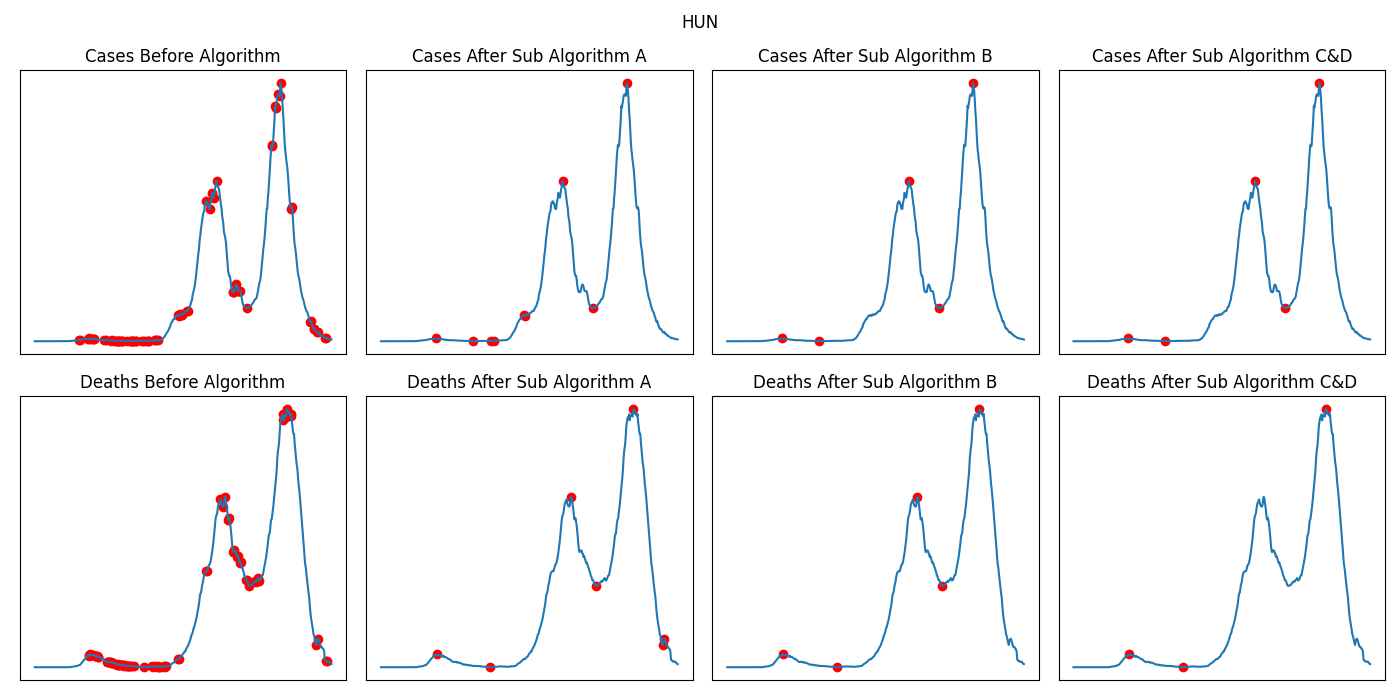 HUN
Cases Before Algorithm
Cases After Sub Algorithm A
Cases After Sub Algorithm B
Cases After Sub Algorithm C&D
Deaths Before Algorithm
Deaths After Sub Algorithm A
Deaths After Sub Algorithm B
Deaths After Sub Algorithm C&D